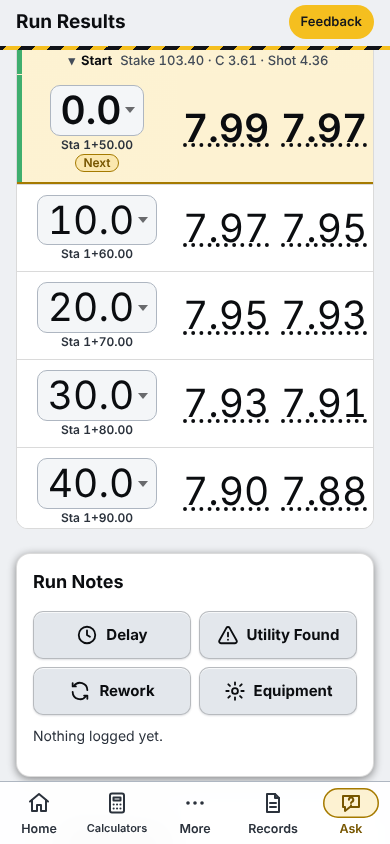 Run Results
Feedback
▼ Start Stake 103.40 · C 3.61 · Shot 4.36
0.0 7.99 7.97
Sta 1+50.00
Next
10.0 7.97 7.95
Sta 1+60.00
20.0 7.95 7.93
Sta 1+70.00
30.0 7.93 7.91
Sta 1+80.00
40.0 7.90 7.88
Sta 1+90.00
Run Notes
Delay Utility Found
Rework Equipment
Nothing logged yet.
Home Calculators More Records Ask